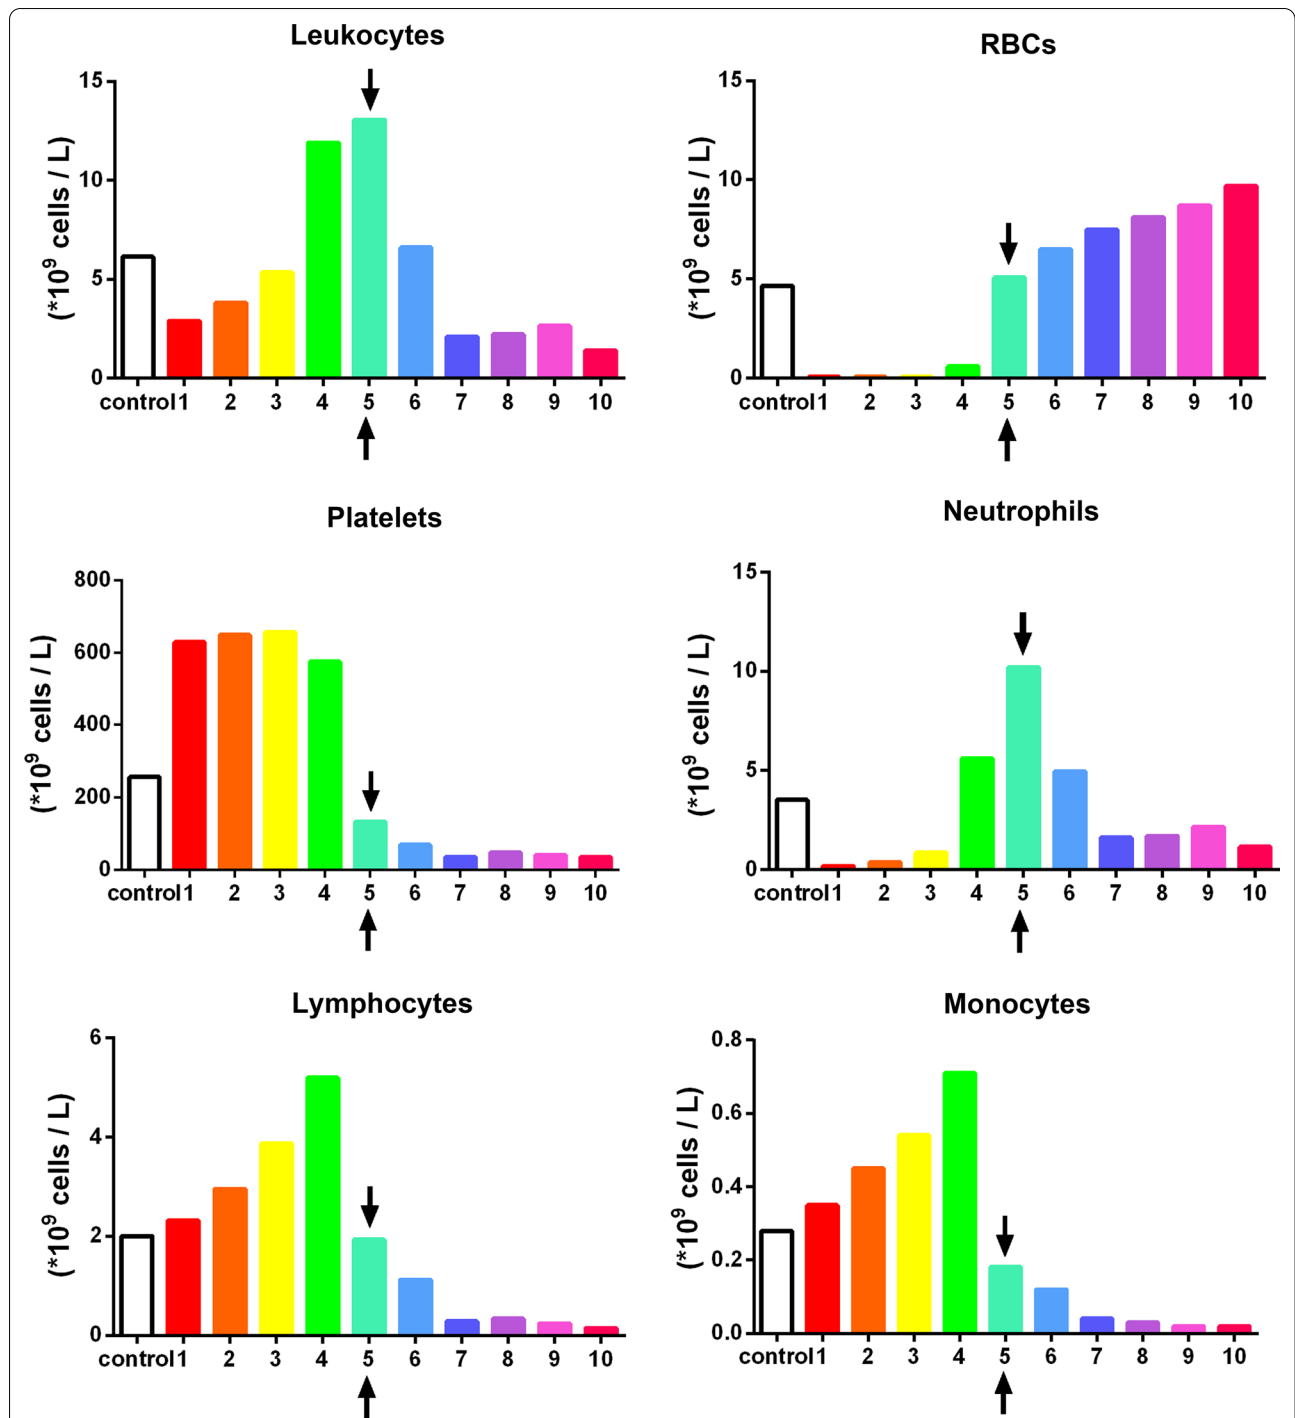 Leukocytes
(*10⁹ cells / L)
15
10
5
0
control 1 2 3 4 5 6 7 8 9 10
RBCs
(*10⁹ cells / L)
15
10
5
0
control 1 2 3 4 5 6 7 8 9 10
Platelets
(*10⁹ cells / L)
800
600
400
200
0
control 1 2 3 4 5 6 7 8 9 10
Neutrophils
(*10⁹ cells / L)
15
10
5
0
control 1 2 3 4 5 6 7 8 9 10
Lymphocytes
(*10⁹ cells / L)
6
4
2
0
control 1 2 3 4 5 6 7 8 9 10
Monocytes
(*10⁹ cells / L)
0.8
0.6
0.4
0.2
0.0
control 1 2 3 4 5 6 7 8 9 10